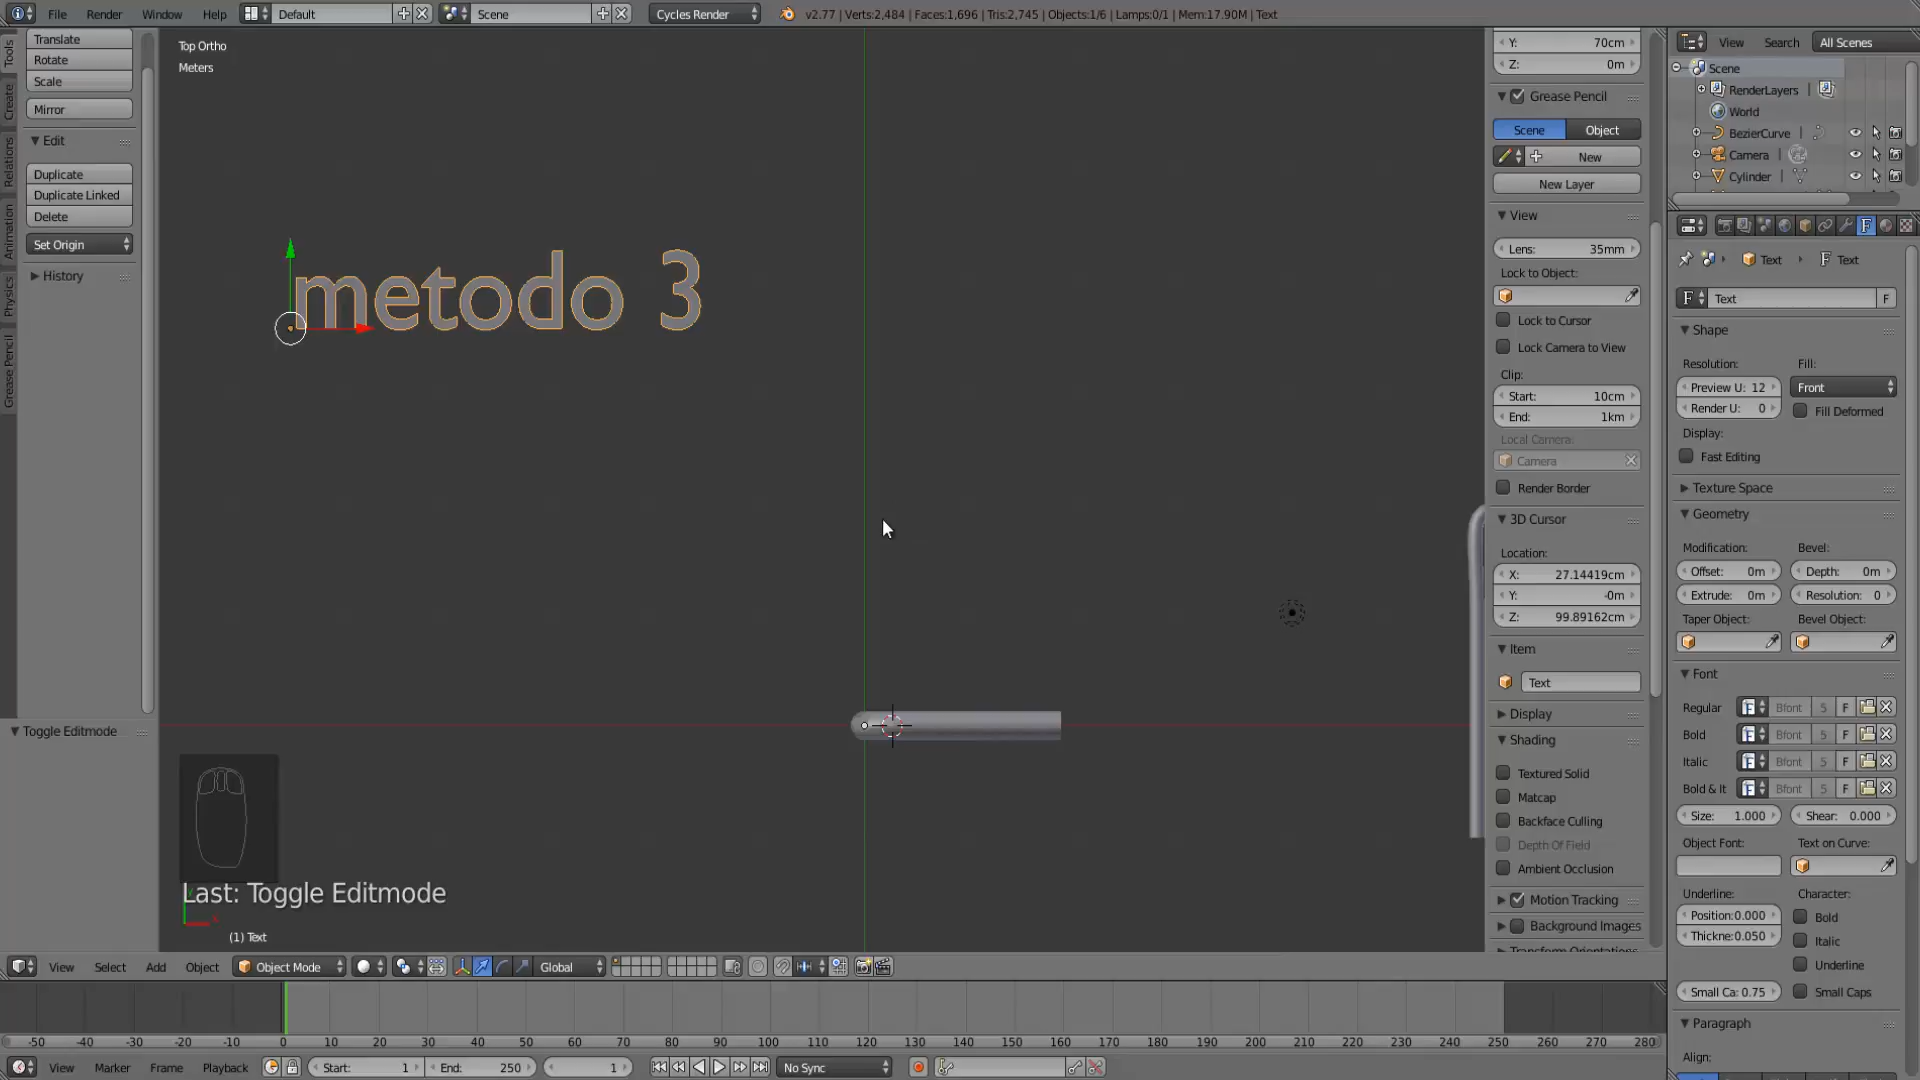 File Render Window Help Default Scene Cycles Render v2.77 | Verts:2,484 | Faces:1,696 | Tris:2,745 | Objects:1/6 | Lamps:0/1 | Mem:17.90M | Text
Tools
Create
Relations
Animation
Physics
Grease Pencil
Translate
Rotate
Scale
Mirror
Edit
Duplicate
Duplicate Linked
Delete
Set Origin
History
Toggle Editmode
Top Ortho
Meters
metodo 3
Last: Toggle Editmode
(1) Text
Y: 70cm
Z: 0m
Grease Pencil
Scene Object
New
New Layer
View
Lens: 35mm
Lock to Object:
Lock to Cursor
Lock Camera to View
Clip:
Start: 10cm
End: 1km
Local Camera:
Camera
Render Border
3D Cursor
Location:
X: 27.14419cm
Y: -0m
Z: 99.89162cm
Item
Text
Display
Shading
Textured Solid
Matcap
Backface Culling
Depth Of Field
Ambient Occlusion
Motion Tracking
Background Images
Transform Orientations
View Search All Scenes
Scene
RenderLayers
World
BezierCurve
Camera
Cylinder
Text Text
F Text F
Shape
Resolution: Fill:
Preview U: 12 Front
Render U: 0 Fill Deformed
Display:
Fast Editing
Texture Space
Geometry
Modification: Bevel:
Offset: 0m Depth: 0m
Extrude: 0m Resolution: 0
Taper Object: Bevel Object:
Font
Regular F Bfont 5 F
Bold F Bfont 5 F
Italic F Bfont 5 F
Bold & It F Bfont 5 F
Size: 1.000 Shear: 0.000
Object Font: Text on Curve:
Underline: Character:
Position:0.000 Bold
Thickne:0.050 Italic
Underline
Small Ca: 0.75 Small Caps
Paragraph
Align:
View Select Add Object Object Mode Global
-50 -40 -30 -20 -10 0 10 20 30 40 50 60 70 80 90 100 110 120 130 140 150 160 170 180 190 200 210 220 230 240 250 260 270 280
View Marker Frame Playback Start: 1 End: 250 1 No Sync